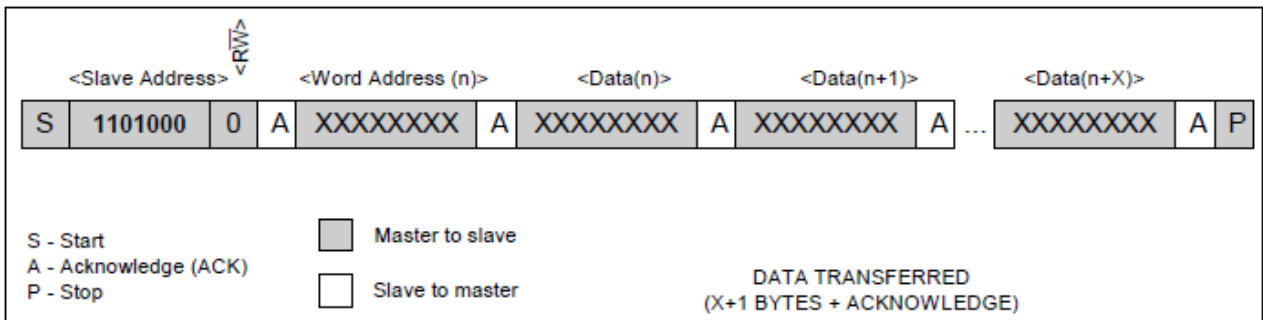 <RW>
<Slave Address> <Word Address (n)> <Data(n)> <Data(n+1)> <Data(n+X)>
S 1101000 0 A XXXXXXXX A XXXXXXXX A XXXXXXXX A ... XXXXXXXX A P
S - Start
A - Acknowledge (ACK)
P - Stop
Master to slave
Slave to master
DATA TRANSFERRED
(X+1 BYTES + ACKNOWLEDGE)